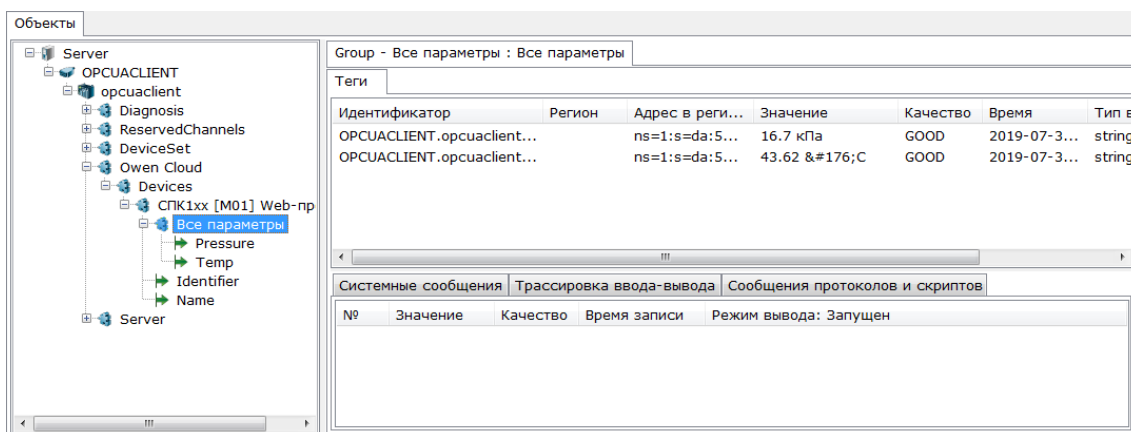 Объекты
Server
OPCUACLIENT
opcuaclient
Diagnosis
ReservedChannels
DeviceSet
Owen Cloud
Devices
СПК1xx [M01] Web-пр
Все параметры
Pressure
Temp
Identifier
Name
Server
Group - Все параметры : Все параметры
Теги
Идентификатор Регион Адрес в реги... Значение Качество Время Тип в
OPCUACLIENT.opcuaclient... ns=1:s=da:5... 16.7 кПа GOOD 2019-07-3... string
OPCUACLIENT.opcuaclient... ns=1:s=da:5... 43.62 &#176;C GOOD 2019-07-3... string
Системные сообщения Трассировка ввода-вывода Сообщения протоколов и скриптов
№ Значение Качество Время записи Режим вывода: Запущен